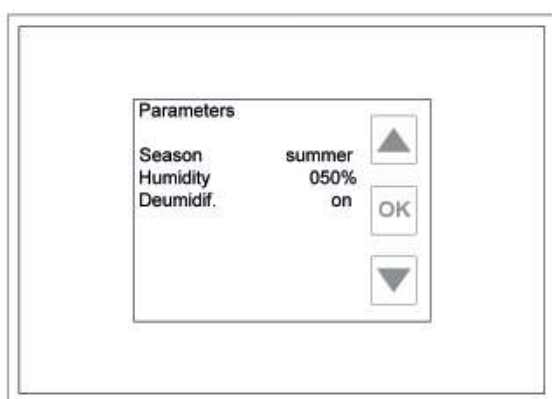 Parameters
Season summer
Humidity 050%
Deumidif. on
OK